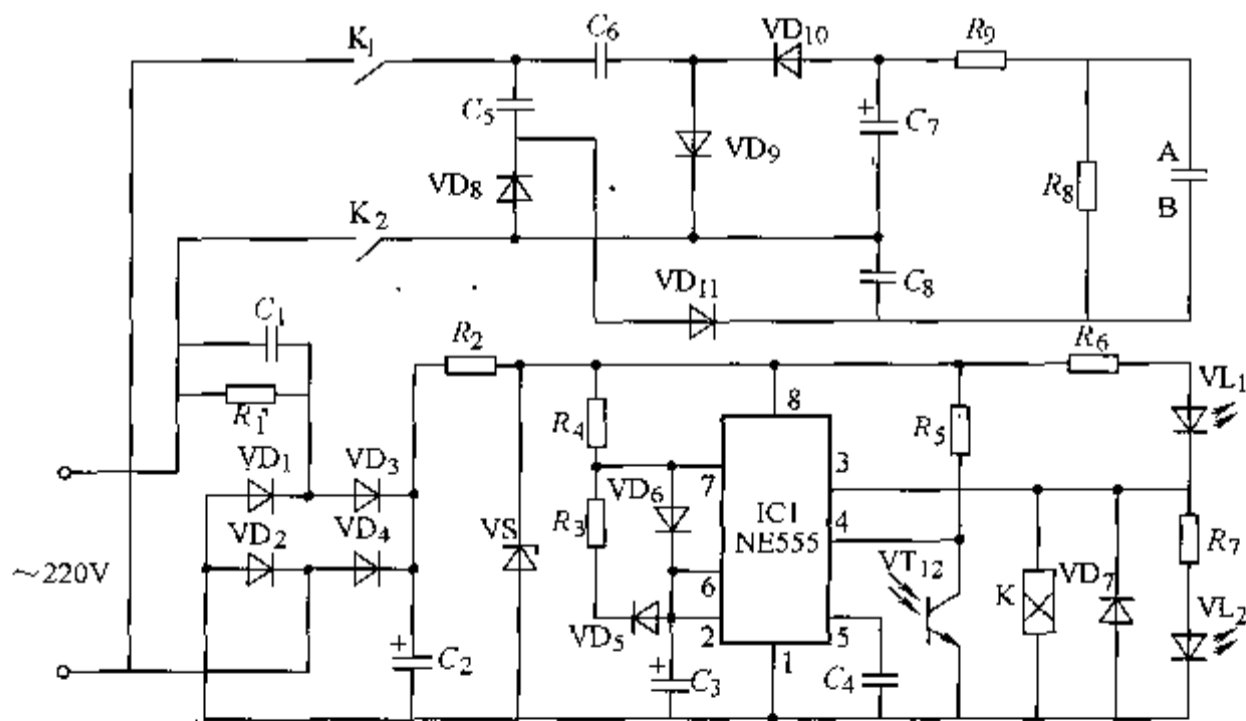 K1
C6
VD10
R9
C5
VD9
C7
A
VD8
R8
B
K2
VD11
C8
C1
R2
R6
R1
VL1
8
R4
R5
VD1
VD3
7
3
VD6
IC1
VD2
VD4
VS
R3
NE555
4
R7
~220V
6
VT12
K
VD7
VD5
2
5
VL2
+
C2
+
C3
1
C4
+